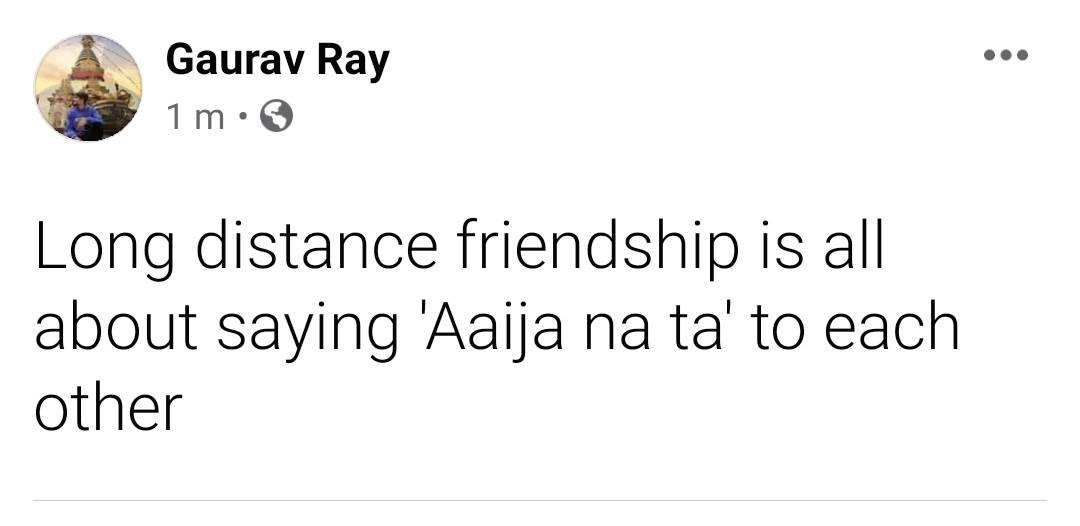 Gaurav Ray
1 m
Long distance friendship is all
about saying 'Aaija na ta' to each
other